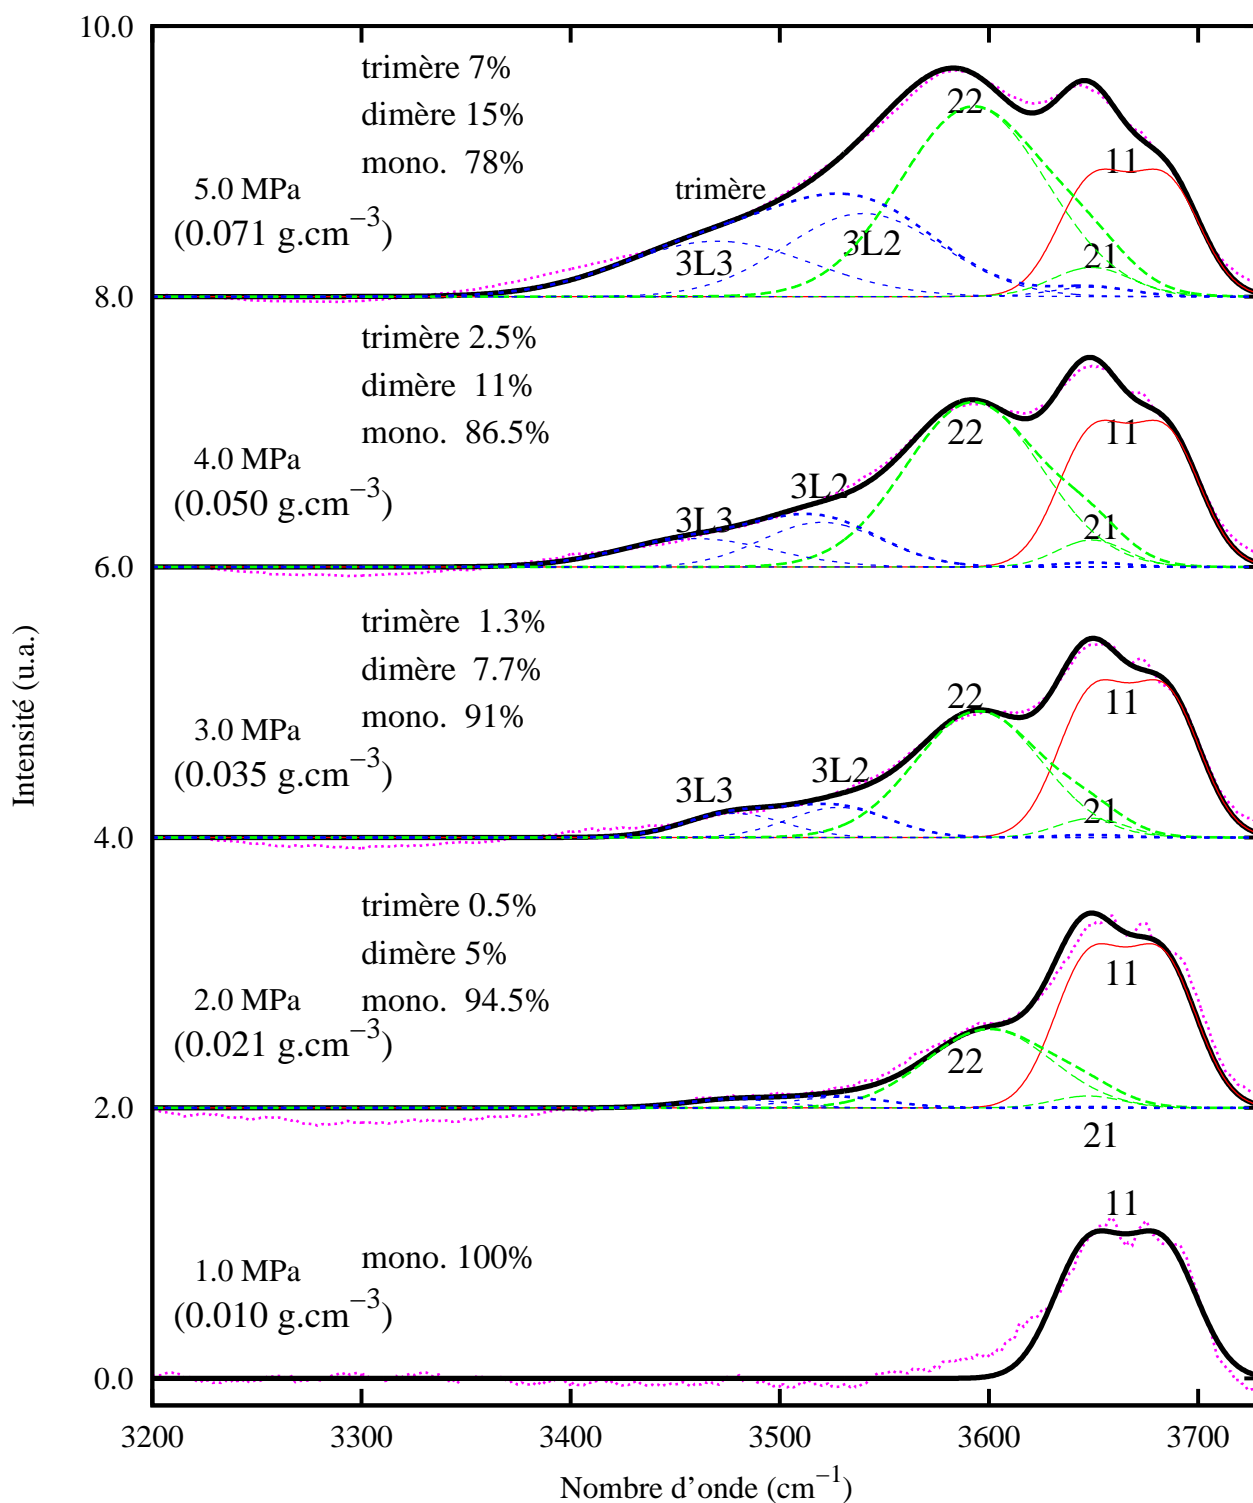 10.0
trimère 7%
dimère 15%
mono. 78%
5.0 MPa
(0.071 g.cm−3)
22
11
trimère
3L2
3L3
21
8.0
trimère 2.5%
dimère 11%
mono. 86.5%
4.0 MPa
(0.050 g.cm−3)
22
11
3L2
3L3
21
6.0
trimère 1.3%
dimère 7.7%
mono. 91%
3.0 MPa
(0.035 g.cm−3)
22
11
3L2
3L3
21
4.0
trimère 0.5%
dimère 5%
mono. 94.5%
2.0 MPa
(0.021 g.cm−3)
11
22
21
2.0
11
mono. 100%
1.0 MPa
(0.010 g.cm−3)
0.0
3200 3300 3400 3500 3600 3700
Nombre d'onde (cm−1)
Intensité (u.a.)